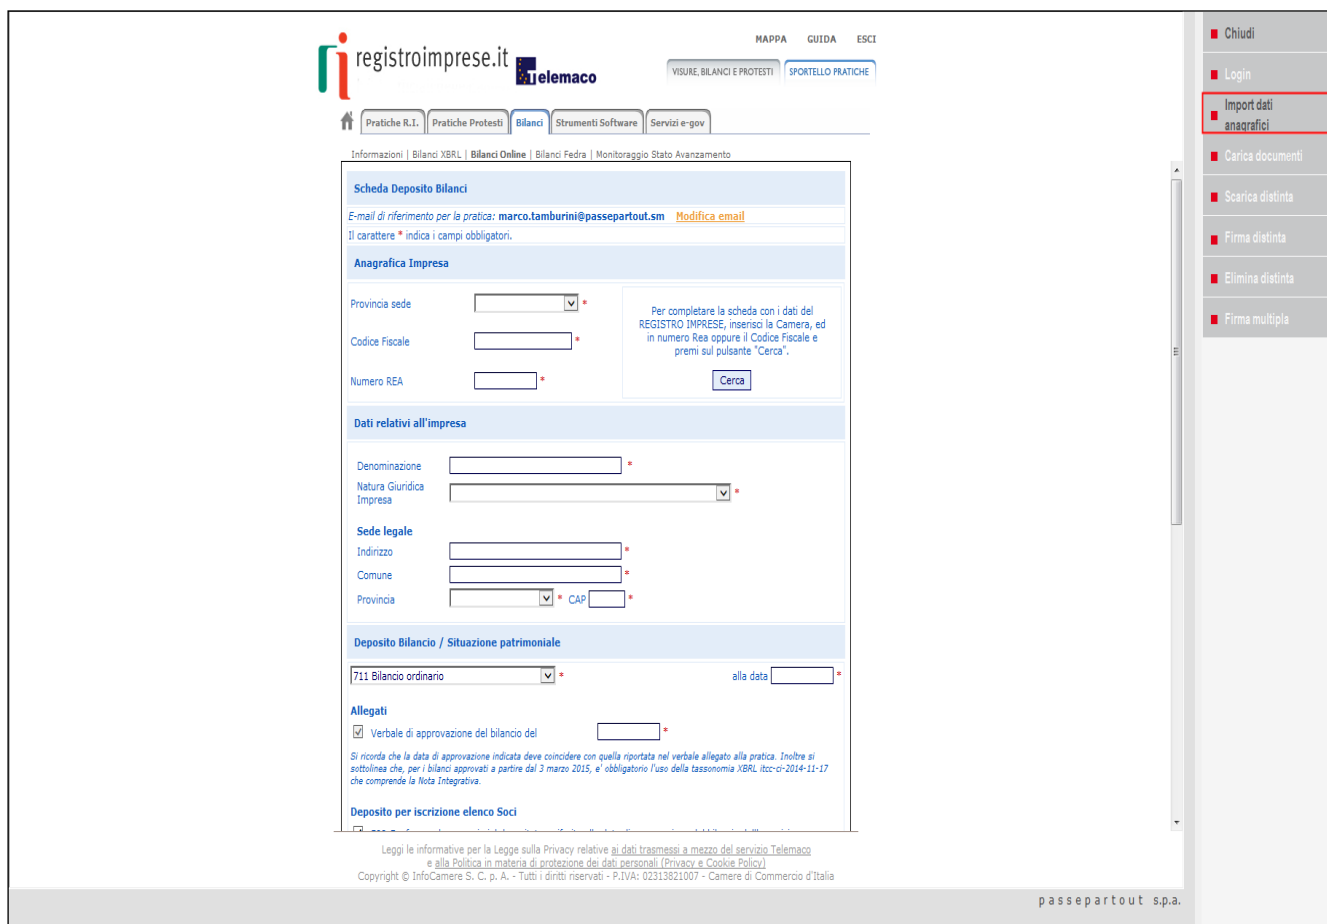 registroimprese.it
Telemaco
MAPPA GUIDA ESCI
VISURE, BILANCI E PROTESTI SPORTELLO PRATICHE
Pratiche R.I. Pratiche Protesti Bilanci Strumenti Software Servizi e-gov
Informazioni | Bilanci XBRL | Bilanci Online | Bilanci Fedra | Monitoraggio Stato Avanzamento
Scheda Deposito Bilanci
E-mail di riferimento per la pratica: marco.tamburini@passepartout.sm Modifica email
Il carattere * indica i campi obbligatori.
Anagrafica Impresa
Provincia sede *
Codice Fiscale *
Numero REA *
Per completare la scheda con i dati del
REGISTRO IMPRESE, inserisci la Camera, ed
in numero Rea oppure il Codice Fiscale e
premi sul pulsante "Cerca".
Cerca
Dati relativi all'impresa
Denominazione *
Natura Giuridica
Impresa *
Sede legale
Indirizzo *
Comune *
Provincia * CAP *
Deposito Bilancio / Situazione patrimoniale
711 Bilancio ordinario * alla data *
Allegati
Verbale di approvazione del bilancio del *
Si ricorda che la data di approvazione indicata deve coincidere con quella riportata nel verbale allegato alla pratica. Inoltre si
sottolinea che, per i bilanci approvati a partire dal 3 marzo 2015, e' obbligatorio l'uso della tassonomia XBRL itcc-ci-2014-11-17
che comprende la Nota Integrativa.
Deposito per iscrizione elenco Soci
Leggi le informative per la Legge sulla Privacy relative ai dati trasmessi a mezzo del servizio Telemaco
e alla Politica in materia di protezione dei dati personali (Privacy e Cookie Policy)
Copyright © InfoCamere S. C. p. A. - Tutti i diritti riservati - P.IVA: 02313821007 - Camere di Commercio d'Italia
Chiudi
Login
Import dati
anagrafici
Carica documenti
Scarica distinta
Firma distinta
Elimina distinta
Firma multipla
passepartout s.p.a.